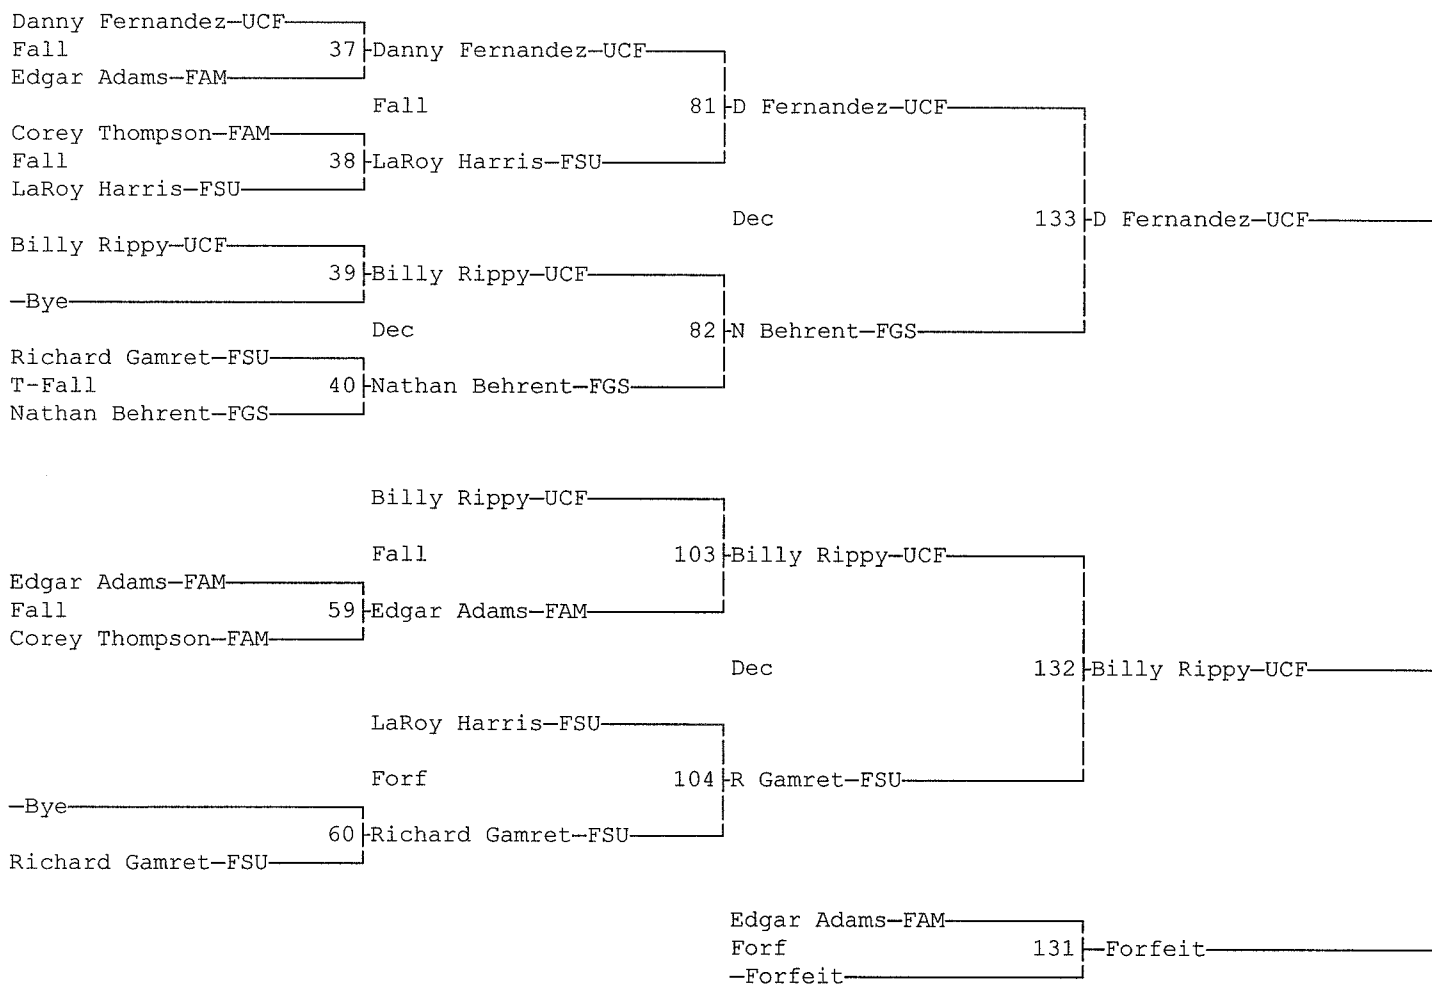 Danny Fernandez-UCF
Fall 37 Danny Fernandez-UCF
Edgar Adams-FAM
Fall 81 D Fernandez-UCF
Corey Thompson-FAM
Fall 38 LaRoy Harris-FSU
LaRoy Harris-FSU
Dec 133 D Fernandez-UCF
Billy Rippy-UCF
39 Billy Rippy-UCF
-Bye
Dec 82 N Behrent-FGS
Richard Gamret-FSU
T-Fall 40 Nathan Behrent-FGS
Nathan Behrent-FGS
Billy Rippy-UCF
Fall 103 Billy Rippy-UCF
Edgar Adams-FAM
Fall 59 Edgar Adams-FAM
Corey Thompson-FAM
Dec 132 Billy Rippy-UCF
LaRoy Harris-FSU
Forf 104 R Gamret-FSU
-Bye
60 Richard Gamret-FSU
Richard Gamret-FSU
Edgar Adams-FAM
Forf 131 -Forfeit
-Forfeit